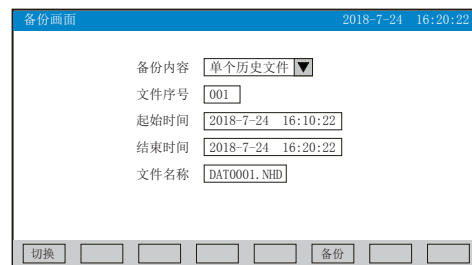 备份画面 2018-7-24 16:20:22
备份内容 单个历史文件
文件序号 001
起始时间 2018-7-24 16:10:22
结束时间 2018-7-24 16:20:22
文件名称 DAT0001.NHD
切换 备份